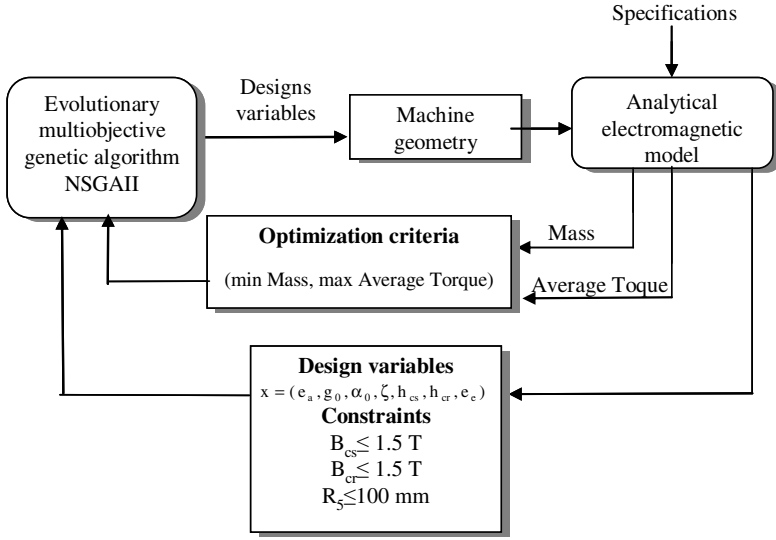 Specifications
Evolutionary
multiobjective
genetic algorithm
NSGAII
Designs
variables
Machine
geometry
Analytical
electromagnetic
model
Optimization criteria
(min Mass, max Average Torque)
Mass
Average Toque
Design variables
x = ( e_a , g_0 , α_0 , ζ , h_cs , h_cr , e_e )
Constraints
B_cs ≤ 1.5 T
B_cr ≤ 1.5 T
R_5 ≤100 mm